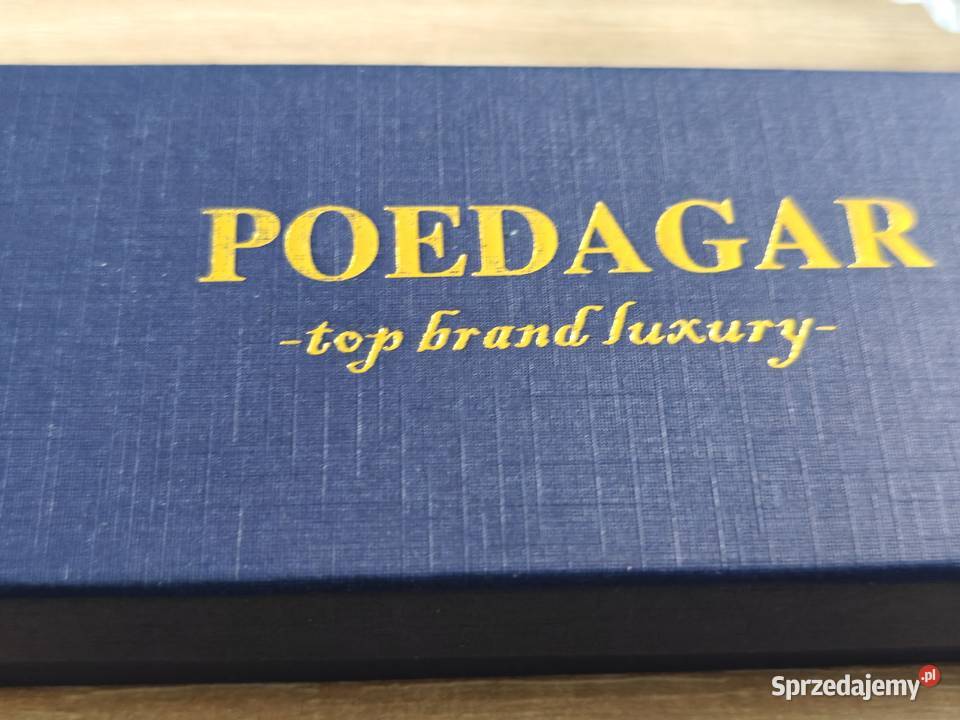 POEDAGAR
-top brand luxury-
Sprzedajemy.pl